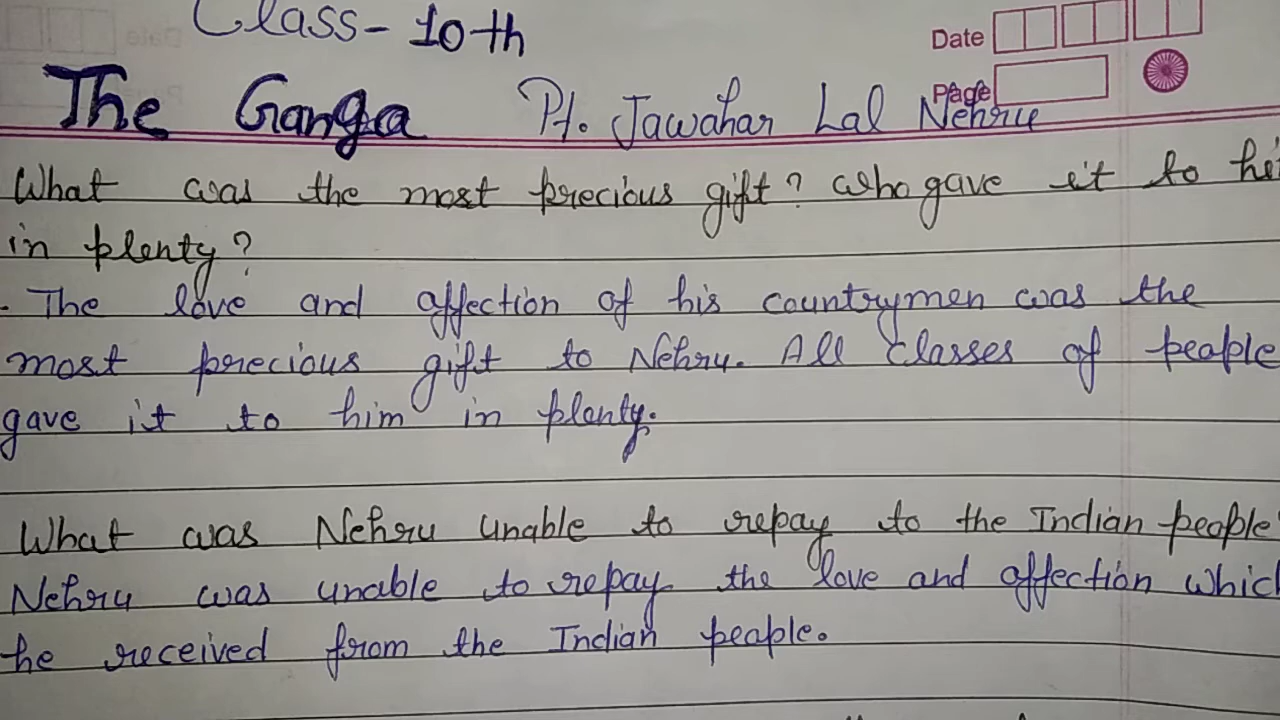 Class- 10th
Date
The Ganga Pt. Jawahar Lal Nehru
Page
What was the most precious gift? who gave it to
in plenty?
- The love and affection of his countrymen was the
most precious gift to Nehru. All classes of people
gave it to him in plenty.
What was Nehru unable to repay to the Indian people
Nehru was unable to repay the love and affection
he received from the Indian people.